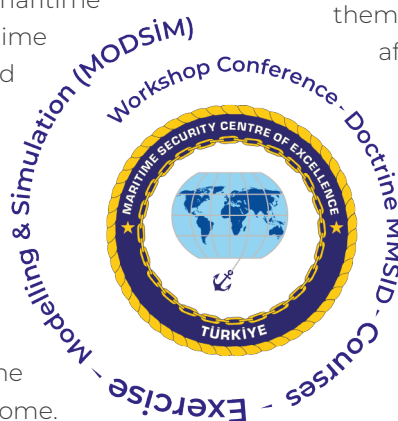 maritime
time
d
them
af
Workshop Conference - Doctrine MMSID - Courses - Exercise - Modelling & Simulation (MODSİM)
MARITIME SECURITY CENTRE OF EXCELLENCE
TÜRKİYE
ne
ome.